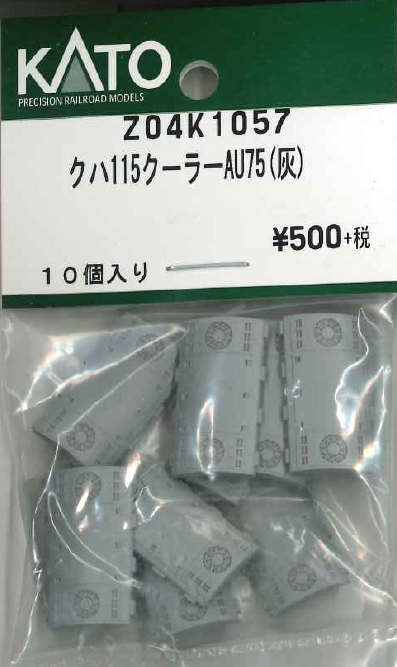 KATO
PRECISION RAILROAD MODELS
Z04K1057
クハ115クーラーAU75(灰)
¥500+税
10個入り